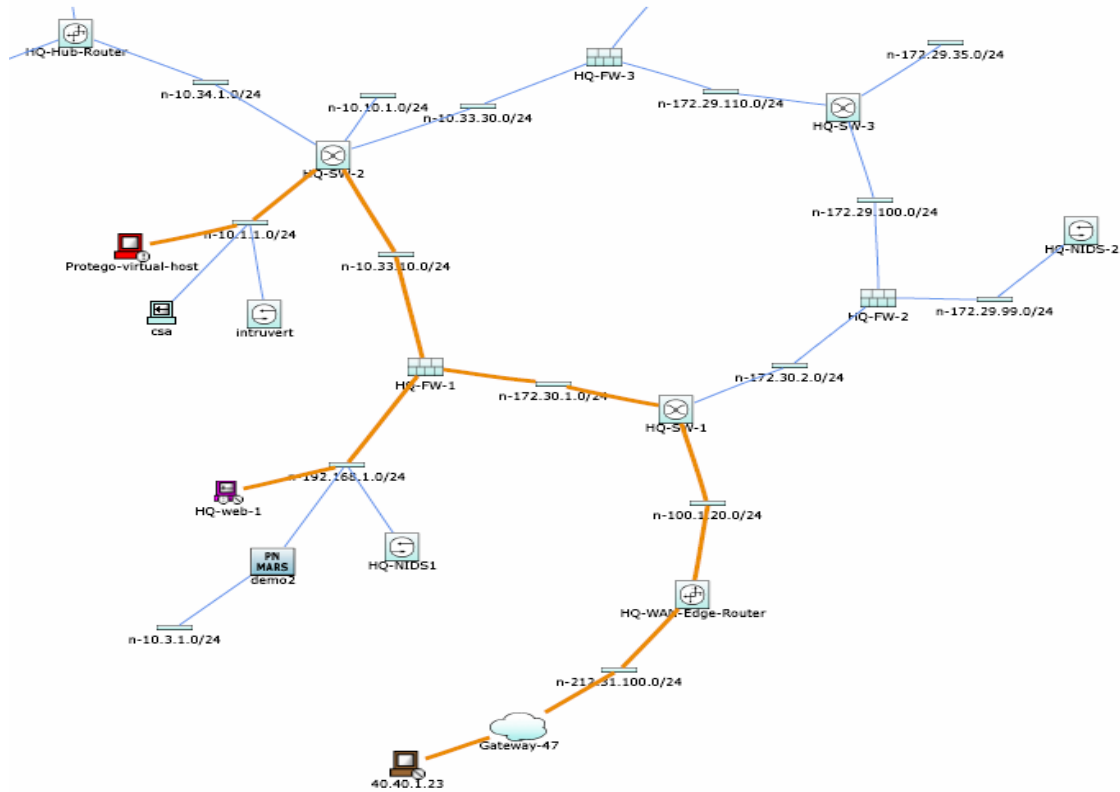 HQ-Hub-Router
n-10.34.1.0/24
n-10.10.1.0/24
n-10.33.30.0/24
HQ-FW-3
n-172.29.35.0/24
n-172.29.110.0/24
HQ-SW-3
HQ-SW-2
n-172.29.100.0/24
n-10.1.1.0/24
HQ-NIDS-2
Protego-virtual-host
n-10.33.10.0/24
csa
intruvert
HQ-FW-2
n-172.29.99.0/24
n-172.30.2.0/24
HQ-FW-1
n-172.30.1.0/24
HQ-SW-1
n-192.168.1.0/24
HQ-web-1
n-100.1.20.0/24
PN
MARS
demo2
HQ-NIDS1
HQ-WAN-Edge-Router
n-10.3.1.0/24
n-212.31.100.0/24
Gateway-47
40.40.1.23